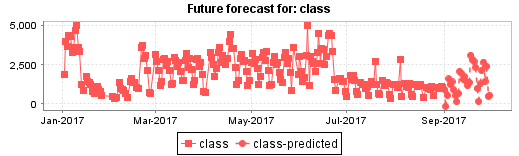 Future forecast for: class
5,000
2,500
0
Jan-2017 Mar-2017 May-2017 Jul-2017 Sep-2017
class class-predicted